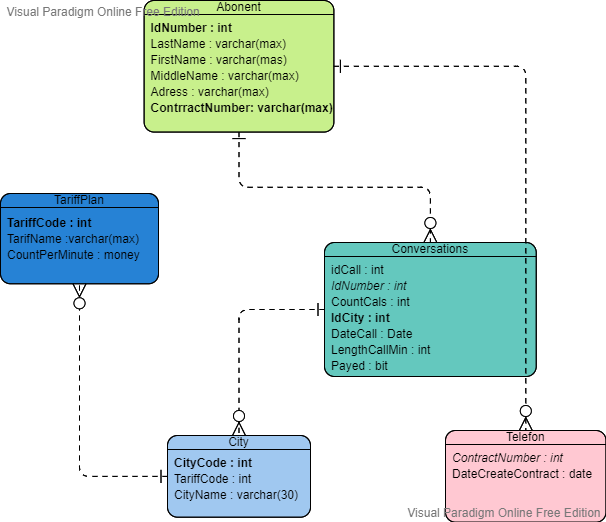 Visual Paradigm Online Free Edition
Abonent
IdNumber : int
LastName : varchar(max)
FirstName : varchar(mas)
MiddleName : varchar(max)
Adress : varchar(max)
ContrractNumber: varchar(max)
TariffPlan
TariffCode : int
TarifName :varchar(max)
CountPerMinute : money
Conversations
idCall : int
IdNumber : int
CountCals : int
IdCity : int
DateCall : Date
LengthCallMin : int
Payed : bit
City
CityCode : int
TariffCode : int
CityName : varchar(30)
Telefon
ContractNumber : int
DateCreateContract : date
Visual Paradigm Online Free Edition